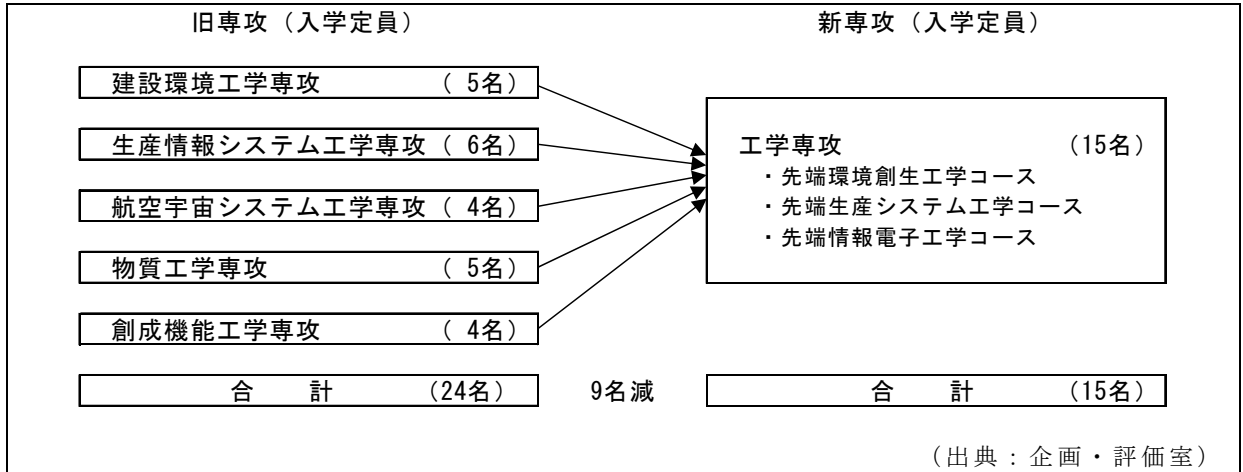 旧専攻（入学定員） 新専攻（入学定員）
建設環境工学専攻 （ 5名）
生産情報システム工学専攻（ 6名）
航空宇宙システム工学専攻（ 4名）
物質工学専攻 （ 5名）
創成機能工学専攻 （ 4名）
工学専攻 （15名）
・先端環境創生工学コース
・先端生産システム工学コース
・先端情報電子工学コース
合 計 （24名） 9名減 合 計 （15名）
（出典：企画・評価室）